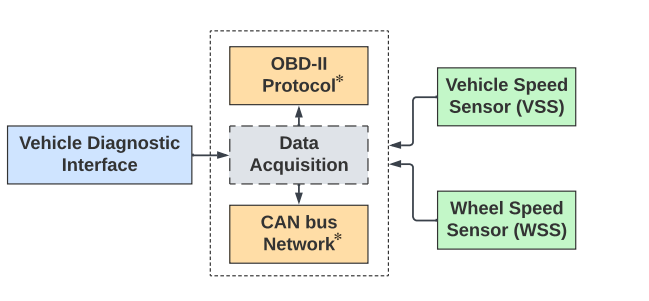 OBD-II
Protocol*
Vehicle Speed
Sensor (VSS)
Vehicle Diagnostic
Interface
Data
Acquisition
CAN bus
Network*
Wheel Speed
Sensor (WSS)